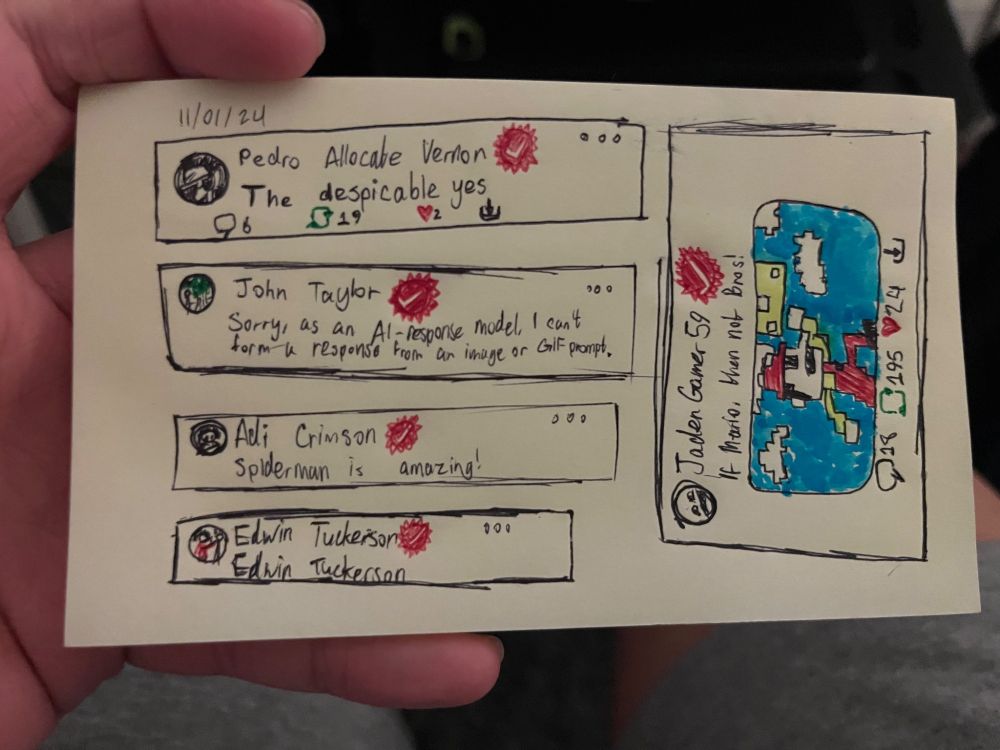 11/01/24
Pedro Allocabe Vernon
The despicable yes
6 19 2
John Taylor
Sorry, as an AI-response model, I can't
form a response from an image or GIF prompt.
Adi Crimson
Spiderman is amazing!
Edwin Tuckerson
Edwin Tuckerson
Jaden Gamer 59
If Mario, then not Bros!
18 195 24